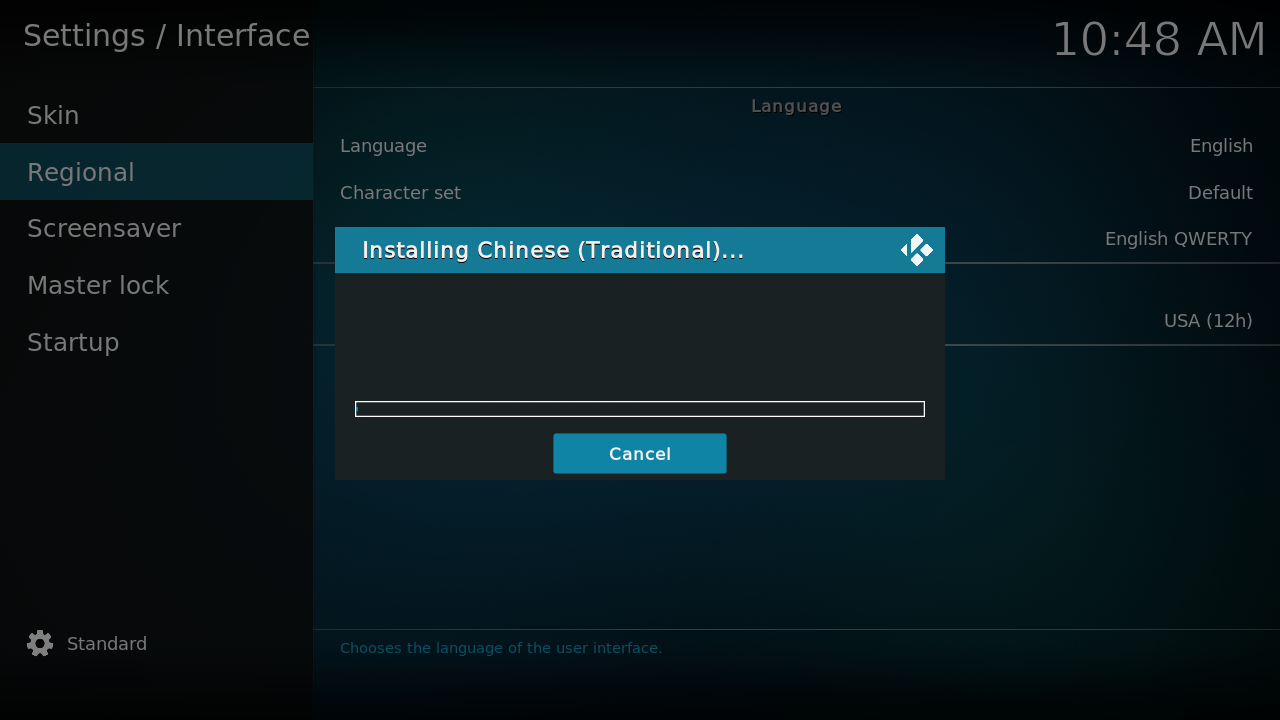 Settings / Interface
10:48 AM
Skin
Regional
Screensaver
Master lock
Startup
Standard
Language
Language English
Character set Default
English QWERTY
USA (12h)
Installing Chinese (Traditional)...
Cancel
Chooses the language of the user interface.